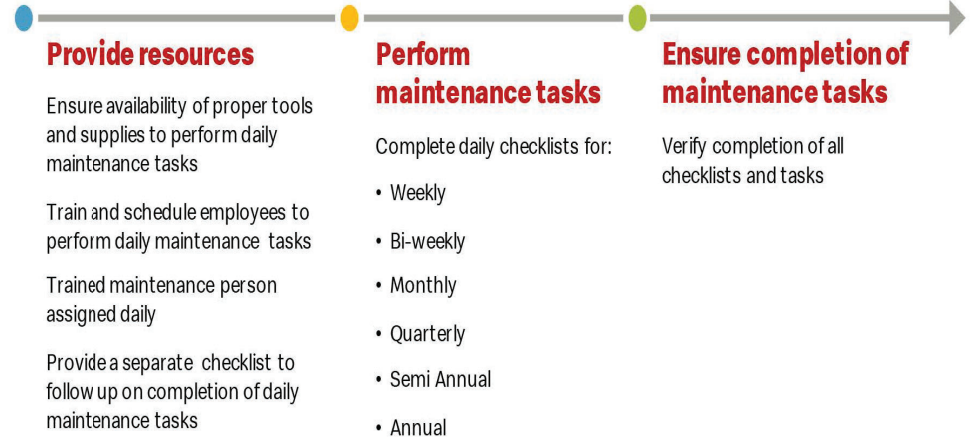 Provide resources
Ensure availability of proper tools
and supplies to perform daily
maintenance tasks
Train and schedule employees to
perform daily maintenance tasks
Trained maintenance person
assigned daily
Provide a separate checklist to
follow up on completion of daily
maintenance tasks
Perform
maintenance tasks
Complete daily checklists for:
• Weekly
• Bi-weekly
• Monthly
• Quarterly
• Semi Annual
• Annual
Ensure completion of
maintenance tasks
Verify completion of all
checklists and tasks